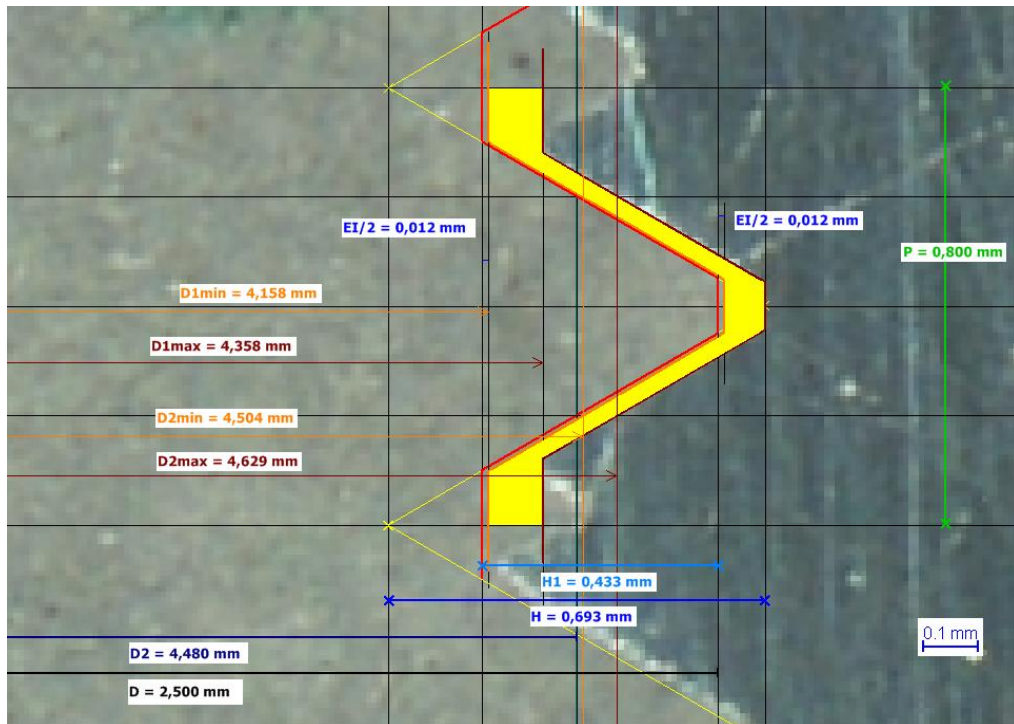 EI/2 = 0,012 mm
EI/2 = 0,012 mm
P = 0,800 mm
D1min = 4,158 mm
D1max = 4,358 mm
D2min = 4,504 mm
D2max = 4,629 mm
H1 = 0,433 mm
H = 0,693 mm
0.1 mm
D2 = 4,480 mm
D = 2,500 mm